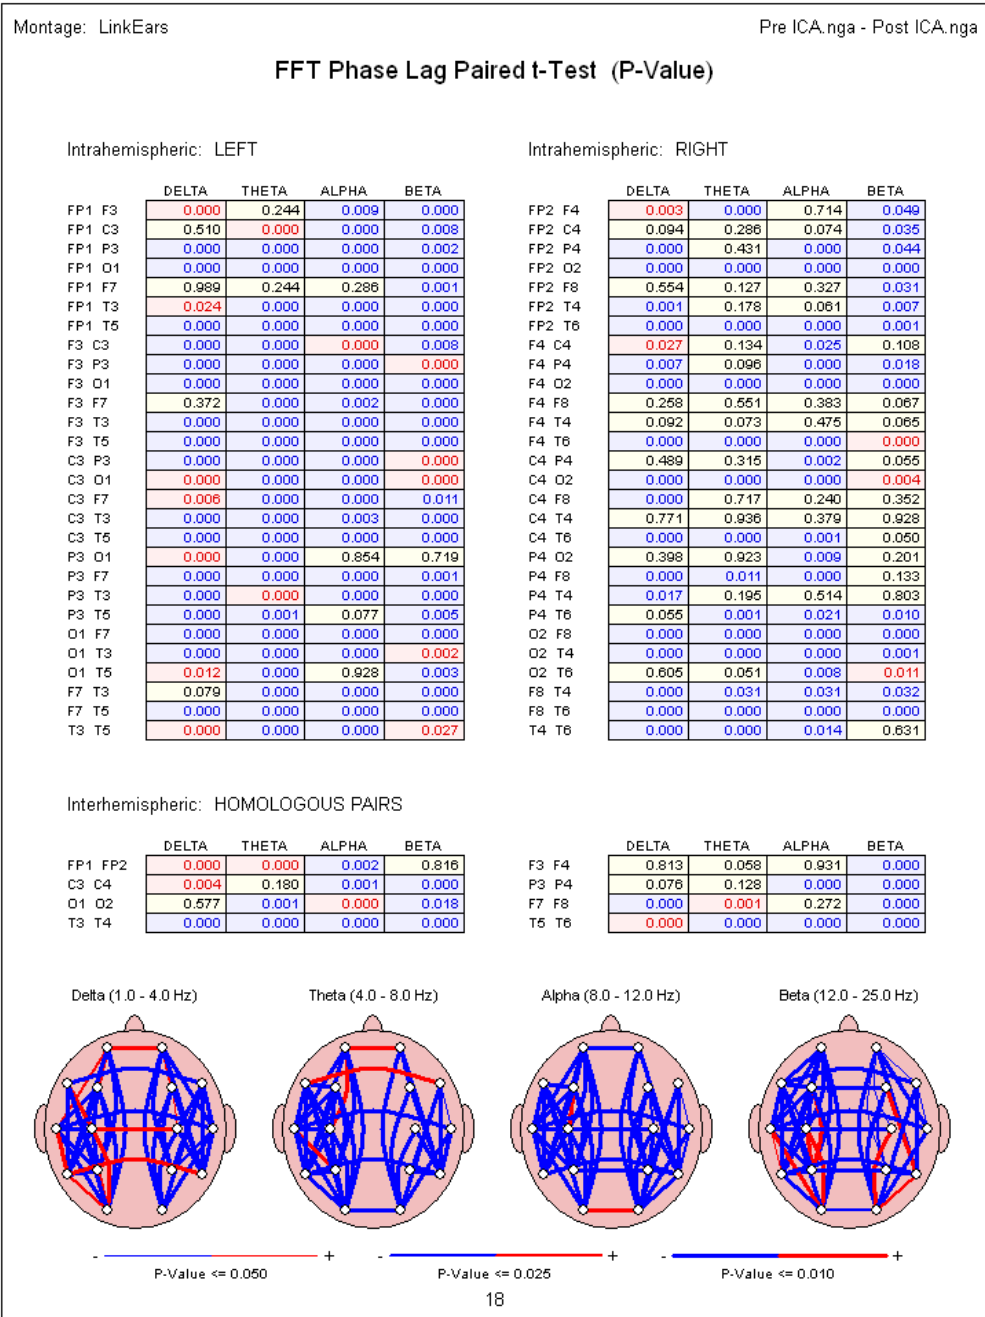 Montage: LinkEars Pre ICA.nga - Post ICA.nga
FFT Phase Lag Paired t-Test (P-Value)
Intrahemispheric: LEFT Intrahemispheric: RIGHT
DELTA THETA ALPHA BETA DELTA THETA ALPHA BETA
FP1 F3 0.000 0.244 0.009 0.000 FP2 F4 0.003 0.000 0.714 0.049
FP1 C3 0.510 0.000 0.000 0.008 FP2 C4 0.094 0.286 0.074 0.035
FP1 P3 0.000 0.000 0.000 0.002 FP2 P4 0.000 0.431 0.000 0.044
FP1 O1 0.000 0.000 0.000 0.000 FP2 O2 0.000 0.000 0.000 0.000
FP1 F7 0.989 0.244 0.286 0.001 FP2 F8 0.554 0.127 0.327 0.031
FP1 T3 0.024 0.000 0.000 0.000 FP2 T4 0.001 0.178 0.061 0.007
FP1 T5 0.000 0.000 0.000 0.000 FP2 T6 0.000 0.000 0.000 0.001
F3 C3 0.000 0.000 0.000 0.008 F4 C4 0.027 0.134 0.025 0.108
F3 P3 0.000 0.000 0.000 0.000 F4 P4 0.007 0.096 0.000 0.018
F3 O1 0.000 0.000 0.000 0.000 F4 O2 0.000 0.000 0.000 0.000
F3 F7 0.372 0.000 0.002 0.000 F4 F8 0.258 0.551 0.383 0.067
F3 T3 0.000 0.000 0.000 0.000 F4 T4 0.092 0.073 0.475 0.065
F3 T5 0.000 0.000 0.000 0.000 F4 T6 0.000 0.000 0.000 0.000
C3 P3 0.000 0.000 0.000 0.000 C4 P4 0.489 0.315 0.002 0.055
C3 O1 0.000 0.000 0.000 0.000 C4 O2 0.000 0.000 0.000 0.004
C3 F7 0.006 0.000 0.000 0.011 C4 F8 0.000 0.717 0.240 0.352
C3 T3 0.000 0.000 0.003 0.000 C4 T4 0.771 0.936 0.379 0.928
C3 T5 0.000 0.000 0.000 0.000 C4 T6 0.000 0.000 0.001 0.050
P3 O1 0.000 0.000 0.854 0.719 P4 O2 0.398 0.923 0.009 0.201
P3 F7 0.000 0.000 0.000 0.001 P4 F8 0.000 0.011 0.000 0.133
P3 T3 0.000 0.000 0.000 0.000 P4 T4 0.017 0.195 0.514 0.803
P3 T5 0.000 0.001 0.077 0.005 P4 T6 0.055 0.001 0.021 0.010
O1 F7 0.000 0.000 0.000 0.000 O2 F8 0.000 0.000 0.000 0.000
O1 T3 0.000 0.000 0.000 0.002 O2 T4 0.000 0.000 0.000 0.001
O1 T5 0.012 0.000 0.928 0.003 O2 T6 0.605 0.051 0.008 0.011
F7 T3 0.079 0.000 0.000 0.000 F8 T4 0.000 0.031 0.031 0.032
F7 T5 0.000 0.000 0.000 0.000 F8 T6 0.000 0.000 0.000 0.000
T3 T5 0.000 0.000 0.000 0.027 T4 T6 0.000 0.000 0.014 0.631
Interhemispheric: HOMOLOGOUS PAIRS
DELTA THETA ALPHA BETA DELTA THETA ALPHA BETA
FP1 FP2 0.000 0.000 0.002 0.816 F3 F4 0.813 0.058 0.931 0.000
C3 C4 0.004 0.180 0.001 0.000 P3 P4 0.076 0.128 0.000 0.000
O1 O2 0.577 0.001 0.000 0.018 F7 F8 0.000 0.001 0.272 0.000
T3 T4 0.000 0.000 0.000 0.000 T5 T6 0.000 0.000 0.000 0.000
Delta (1.0 - 4.0 Hz) Theta (4.0 - 8.0 Hz) Alpha (8.0 - 12.0 Hz) Beta (12.0 - 25.0 Hz)
- + - + - +
P-Value <= 0.050 P-Value <= 0.025 P-Value <= 0.010
18